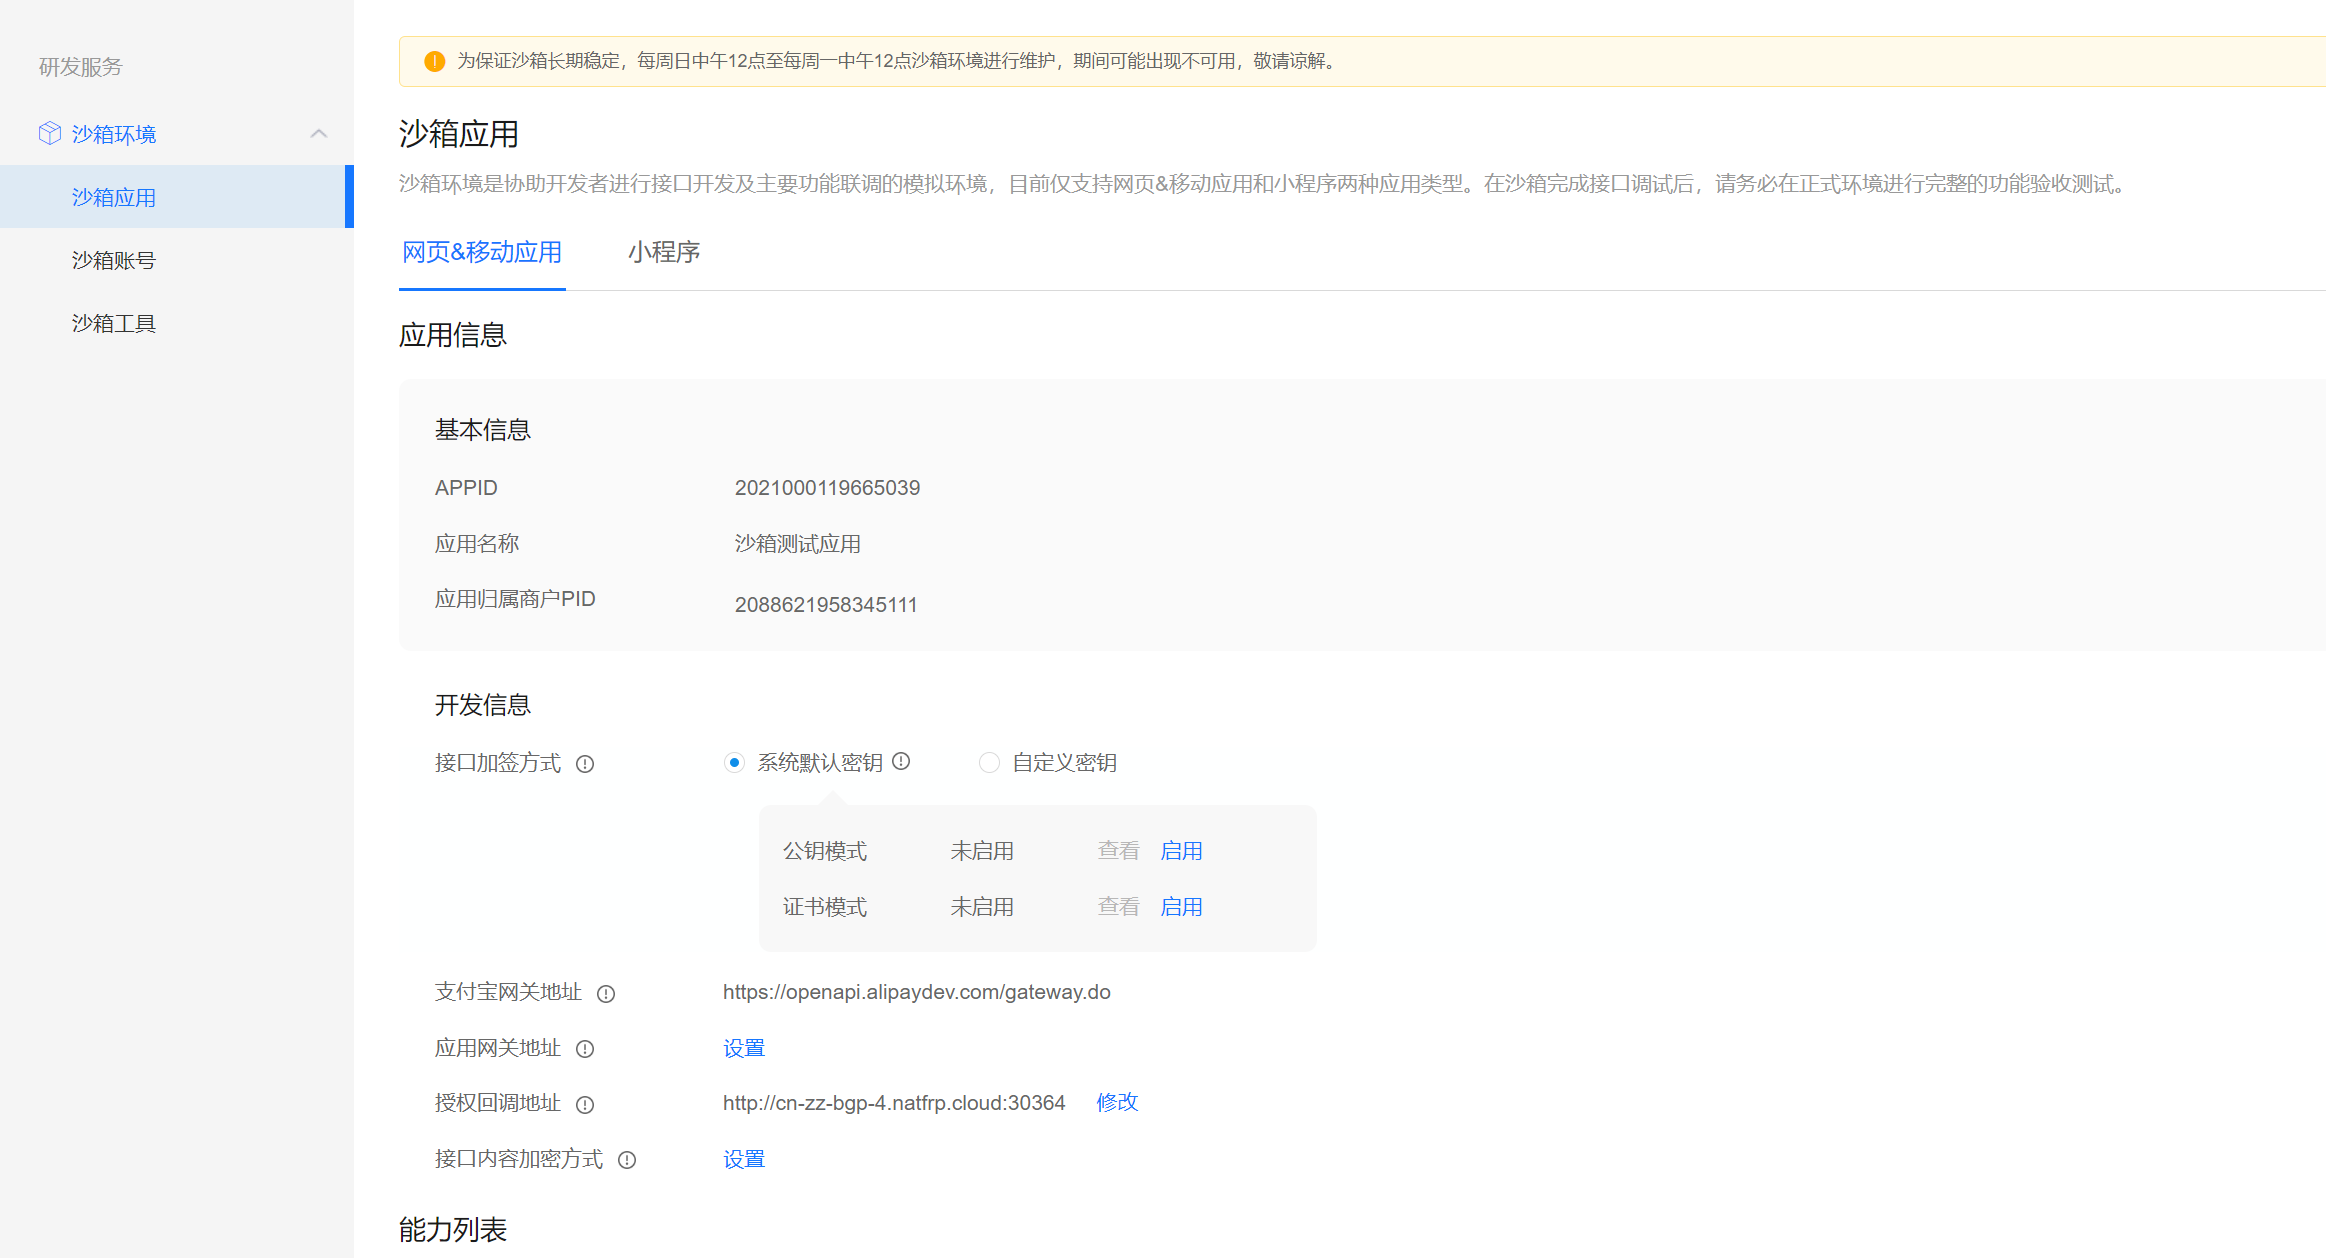 研发服务
沙箱环境
沙箱应用
沙箱账号
沙箱工具
为保证沙箱长期稳定，每周日中午12点至每周一中午12点沙箱环境进行维护，期间可能出现不可用，敬请谅解。
沙箱应用
沙箱环境是协助开发者进行接口开发及主要功能联调的模拟环境，目前仅支持网页&移动应用和小程序两种应用类型。在沙箱完成接口调试后，请务必在正式环境进行完整的功能验收测试。
网页&移动应用 小程序
应用信息
基本信息
APPID 2021000119665039
应用名称 沙箱测试应用
应用归属商户PID 2088621958345111
开发信息
接口加签方式 系统默认密钥 自定义密钥
公钥模式 未启用 查看 启用
证书模式 未启用 查看 启用
支付宝网关地址 https://openapi.alipaydev.com/gateway.do
应用网关地址 设置
授权回调地址 http://cn-zz-bgp-4.natfrp.cloud:30364 修改
接口内容加密方式 设置
能力列表